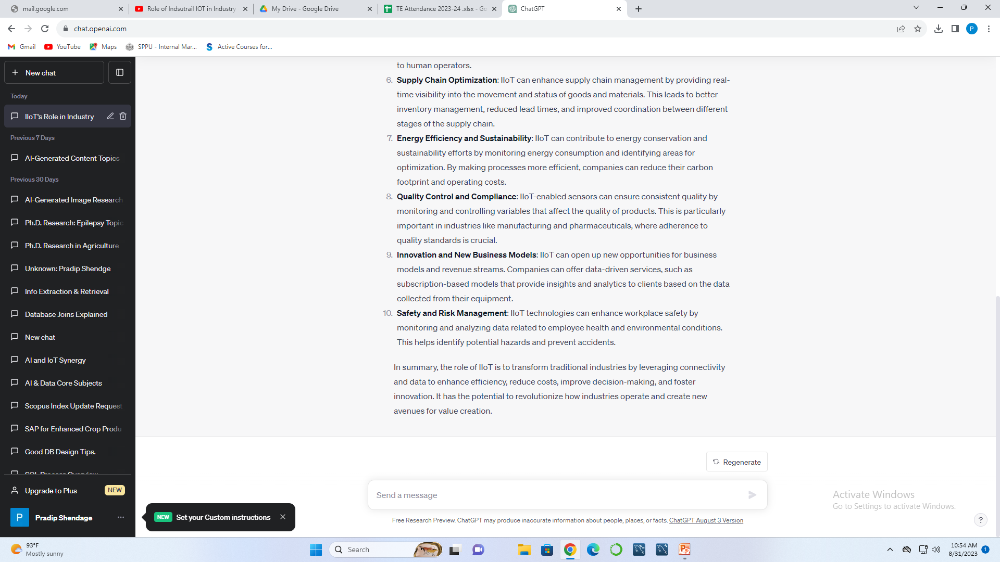 mail.google.com
Role of Indsutrail IOT in Industry
My Drive - Google Drive
TE Attendance 2023-24 .xlsx - Go
ChatGPT
chat.openai.com
P
Gmail
YouTube
Maps
SPPU - Internal Mar...
Active Courses for...
New chat
Today
IIoT's Role in Industry
Previous 7 Days
AI-Generated Content Topics
Previous 30 Days
AI-Generated Image Research
Ph.D. Research: Epilepsy Topic
Ph.D. Research in Agriculture
Unknown: Pradip Shendge
Info Extraction & Retrieval
Database Joins Explained
New chat
AI and IoT Synergy
AI & Data Core Subjects
Scopus Index Update Request
SAP for Enhanced Crop Produ
Good DB Design Tips.
SQL Process Overview
Upgrade to Plus
NEW
P
Pradip Shendage
to human operators.
6. Supply Chain Optimization: IIoT can enhance supply chain management by providing real-
time visibility into the movement and status of goods and materials. This leads to better
inventory management, reduced lead times, and improved coordination between different
stages of the supply chain.
7. Energy Efficiency and Sustainability: IIoT can contribute to energy conservation and
sustainability efforts by monitoring energy consumption and identifying areas for
optimization. By making processes more efficient, companies can reduce their carbon
footprint and operating costs.
8. Quality Control and Compliance: IIoT-enabled sensors can ensure consistent quality by
monitoring and controlling variables that affect the quality of products. This is particularly
important in industries like manufacturing and pharmaceuticals, where adherence to
quality standards is crucial.
9. Innovation and New Business Models: IIoT can open up new opportunities for business
models and revenue streams. Companies can offer data-driven services, such as
subscription-based models that provide insights and analytics to clients based on the data
collected from their equipment.
10. Safety and Risk Management: IIoT technologies can enhance workplace safety by
monitoring and analyzing data related to employee health and environmental conditions.
This helps identify potential hazards and prevent accidents.
In summary, the role of IIoT is to transform traditional industries by leveraging connectivity
and data to enhance efficiency, reduce costs, improve decision-making, and foster
innovation. It has the potential to revolutionize how industries operate and create new
avenues for value creation.
Regenerate
Send a message
NEW Set your Custom instructions
Free Research Preview. ChatGPT may produce inaccurate information about people, places, or facts. ChatGPT August 3 Version
Activate Windows
Go to Settings to activate Windows.
?
93°F
Mostly sunny
Search
10:54 AM
8/31/2023
1